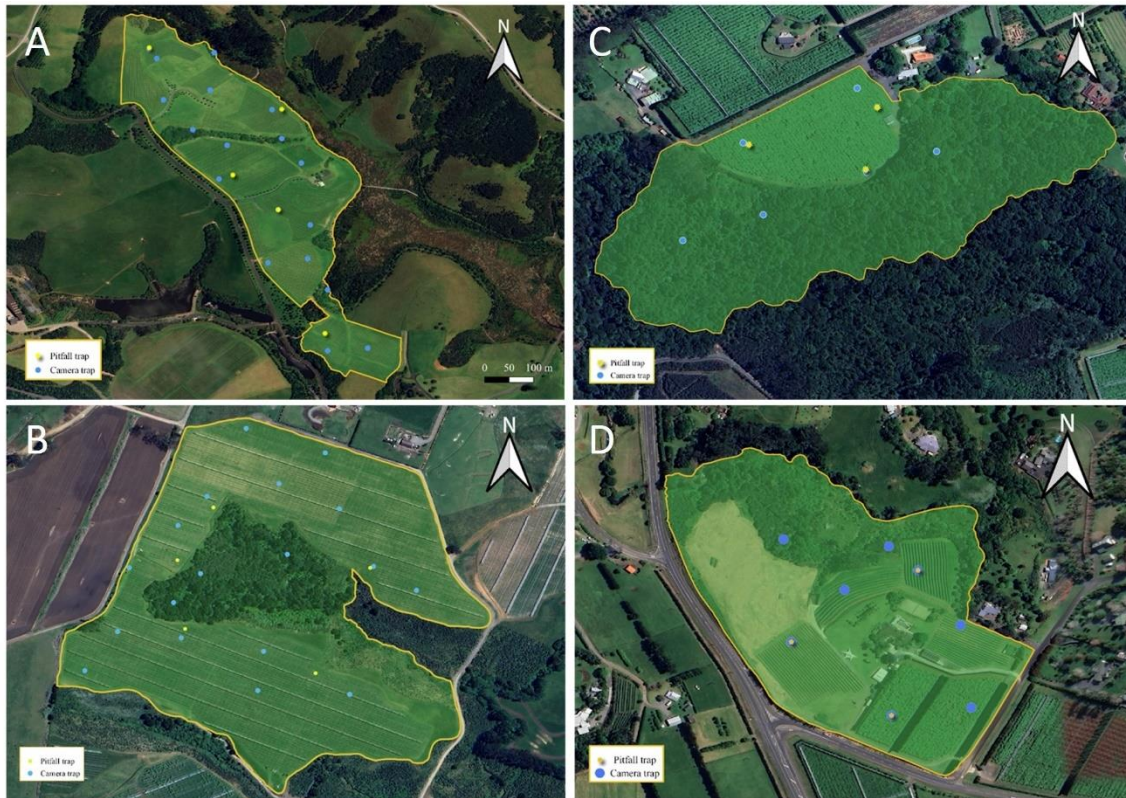 A
N
Pitfall trap
Camera trap
0 50 100 m
C
N
Pitfall trap
Camera trap
B
N
Pitfall trap
Camera trap
D
N
Pitfall trap
Camera trap